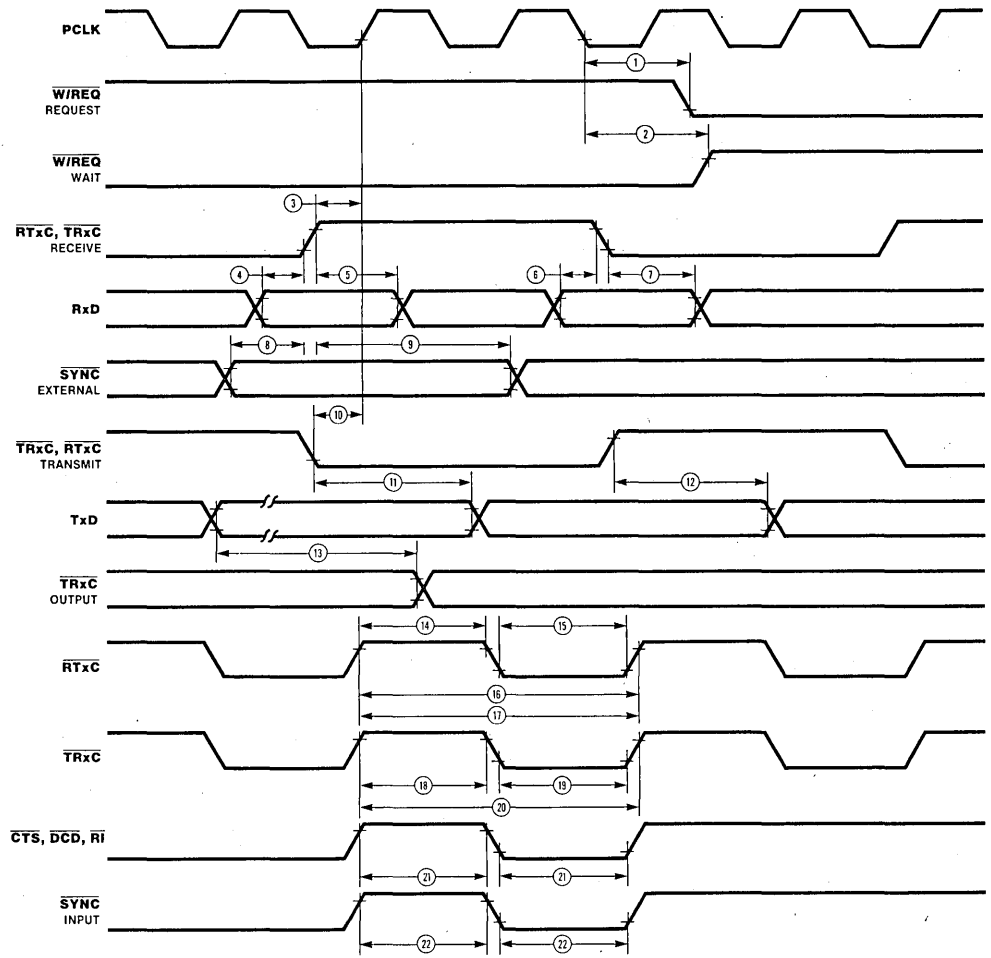 PCLK
1
W/REQ
REQUEST
2
W/REQ
WAIT
3
RTxC, TRxC
RECEIVE
4
5
6
7
RxD
8
9
SYNC
EXTERNAL
10
TRxC, RTxC
TRANSMIT
11
12
TxD
13
TRxC
OUTPUT
14
15
RTxC
16
17
TRxC
18
19
20
CTS, DCD, RI
21
21
SYNC
INPUT
22
22